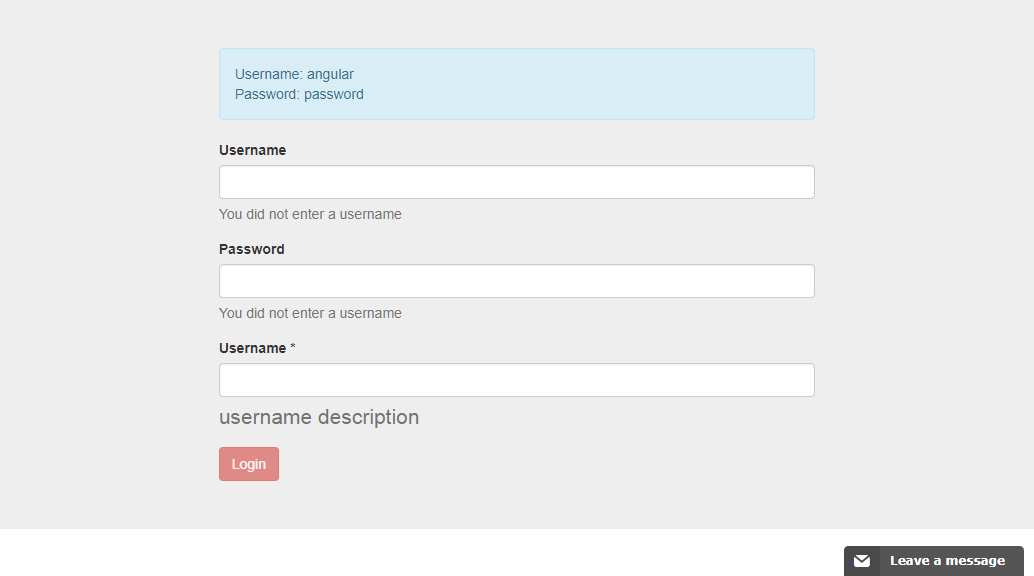 Username: angular
Password: password
Username
You did not enter a username
Password
You did not enter a username
Username *
username description
Login
Leave a message